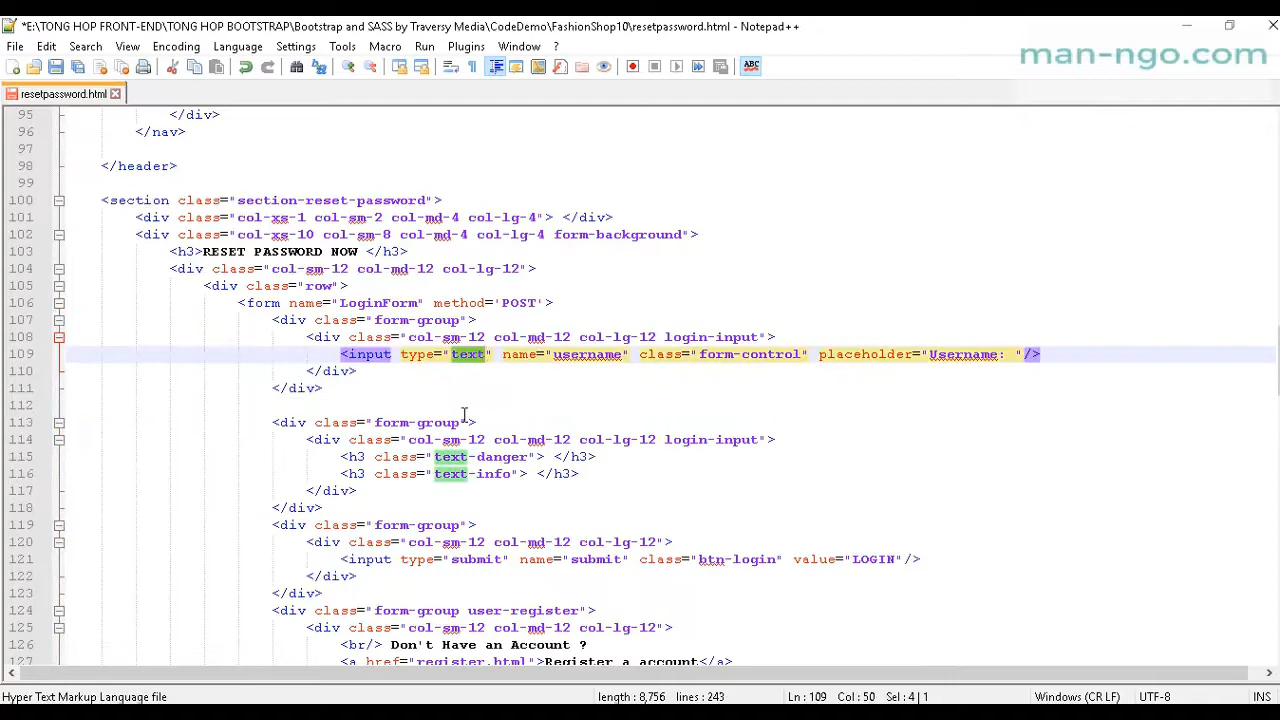 *E:\TONG HOP FRONT-END\TONG HOP BOOTSTRAP\Bootstrap and SASS by Traversy Media\CodeDemo\FashionShop10\resetpassword.html - Notepad++
File Edit Search View Encoding Language Settings Tools Macro Run Plugins Window ?
man-ngo.com
ABC
resetpassword.html
95 </div>
96 </nav>
97
98 </header>
99
100 <section class="section-reset-password">
101 <div class="col-xs-1 col-sm-2 col-md-4 col-lg-4"> </div>
102 <div class="col-xs-10 col-sm-8 col-md-4 col-lg-4 form-background">
103 <h3>RESET PASSWORD NOW </h3>
104 <div class="col-sm-12 col-md-12 col-lg-12">
105 <div class="row">
106 <form name="LoginForm" method='POST'>
107 <div class="form-group">
108 <div class="col-sm-12 col-md-12 col-lg-12 login-input">
109 <input type="text" name="username" class="form-control" placeholder="Username: "/>
110 </div>
111 </div>
112
113 <div class="form-group">
114 <div class="col-sm-12 col-md-12 col-lg-12 login-input">
115 <h3 class="text-danger"> </h3>
116 <h3 class="text-info"> </h3>
117 </div>
118 </div>
119 <div class="form-group">
120 <div class="col-sm-12 col-md-12 col-lg-12">
121 <input type="submit" name="submit" class="btn-login" value="LOGIN"/>
122 </div>
123 </div>
124 <div class="form-group user-register">
125 <div class="col-sm-12 col-md-12 col-lg-12">
126 <br/> Don't Have an Account ?
127 <a href="register.html">Register a account</a>
Hyper Text Markup Language file length : 8,756 lines : 243 Ln : 109 Col : 50 Sel : 4 | 1 Windows (CR LF) UTF-8 INS